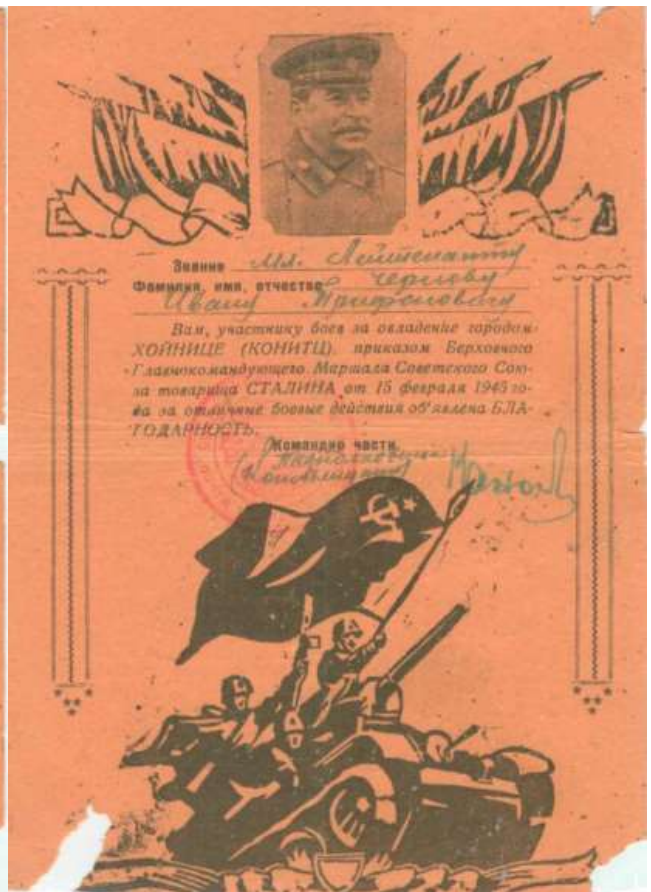 Звание Мл. Лейтенанту
Фамилия, имя, отчество Чернову
Ивану Трифоновичу
Вам, участнику боев за овладение городом
ХОЙНИЦЕ (КОНИТЦ), приказом Верховного
Главнокомандующего Маршала Советского Сою-
за товарища СТАЛИНА от 15 февраля 1945 го-
да за отличные боевые действия об'явлена БЛА-
ГОДАРНОСТЬ.
Командир части